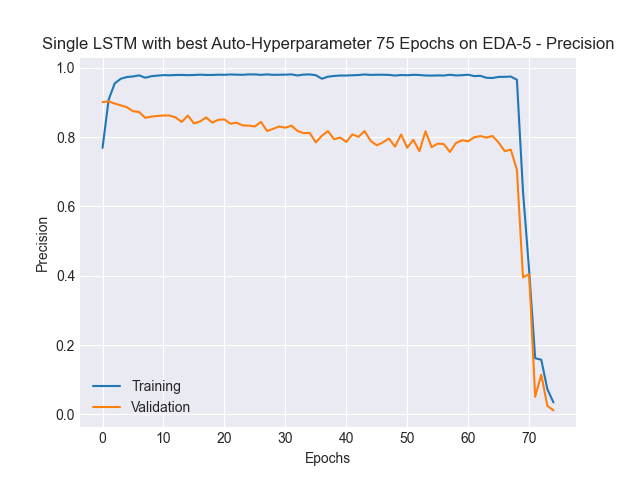 Single LSTM with best Auto-Hyperparameter 75 Epochs on EDA-5 - Precision
1.0
0.8
0.6
0.4
0.2
0.0
Precision
Training
Validation
0 10 20 30 40 50 60 70
Epochs